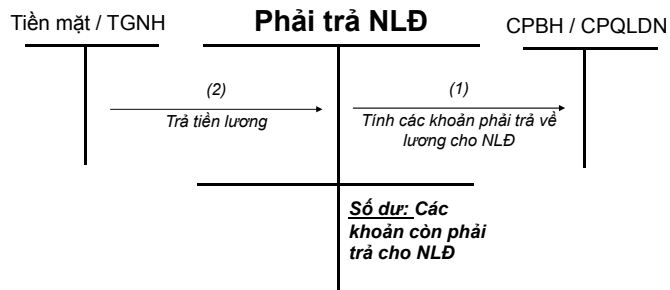 Tiền mặt / TGNH
Phải trả NLĐ
CPBH / CPQLDN
(2)
Trả tiền lương
(1)
Tính các khoản phải trả về
lương cho NLĐ
Số dư: Các
khoản còn phải
trả cho NLĐ